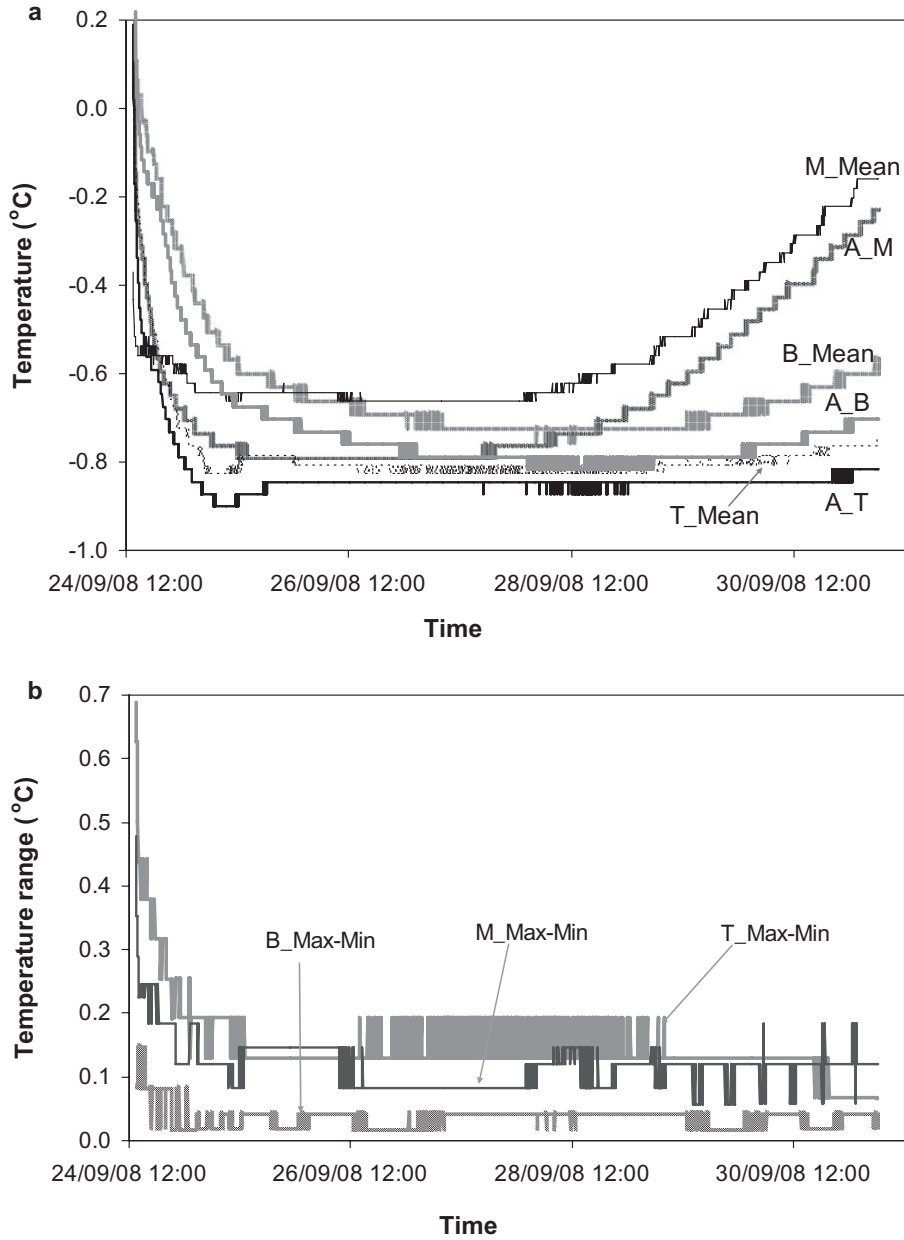 a
0.2
0.0
-0.2
-0.4
-0.6
-0.8
-1.0
Temperature (°C)
M_Mean
A_M
B_Mean
A_B
T_Mean
A_T
24/09/08 12:00
26/09/08 12:00
28/09/08 12:00
30/09/08 12:00
Time
b
0.7
0.6
0.5
0.4
0.3
0.2
0.1
0.0
Temperature range (°C)
B_Max-Min
M_Max-Min
T_Max-Min
24/09/08 12:00
26/09/08 12:00
28/09/08 12:00
30/09/08 12:00
Time